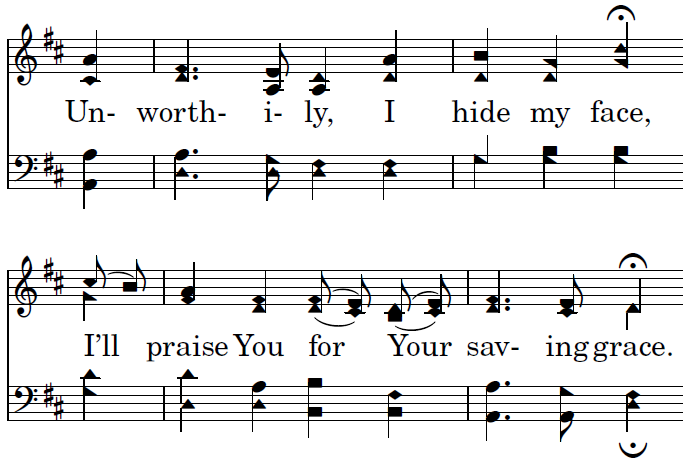 Un- worth- i- ly, I hide my face,
I'll praise You for Your sav- ing grace.